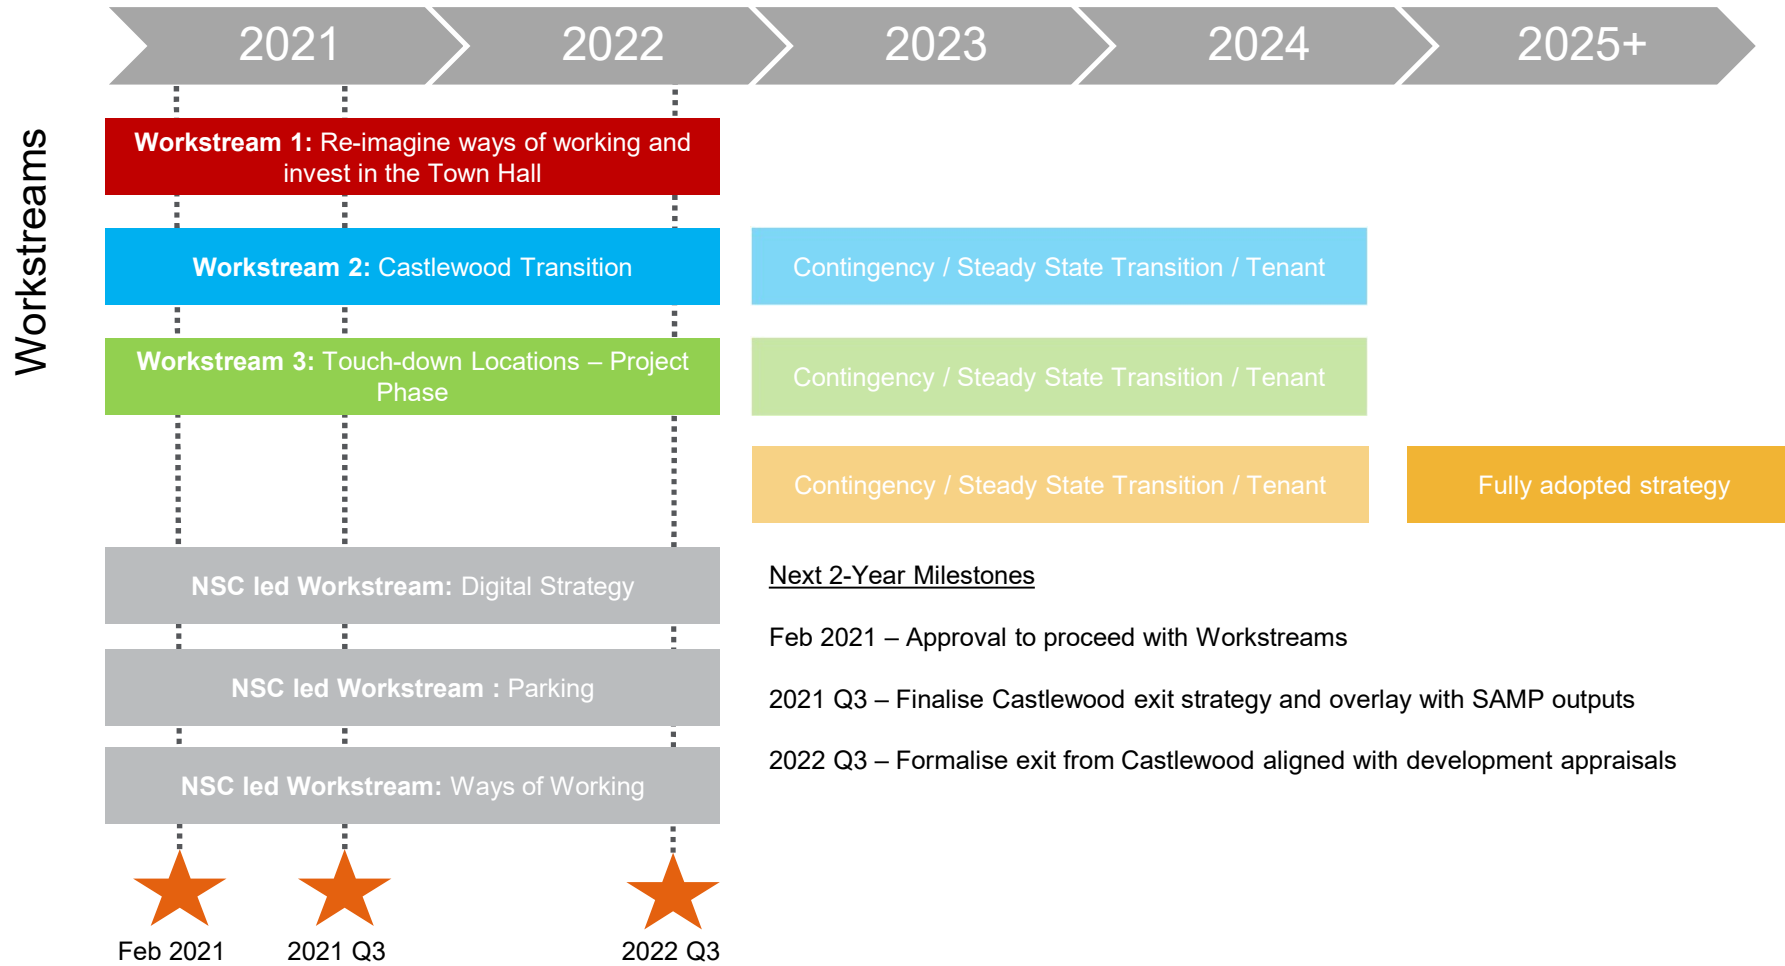 2021
2022
2023
2024
2025+
Workstreams
Workstream 1: Re-imagine ways of working and
invest in the Town Hall
Workstream 2: Castlewood Transition
Contingency / Steady State Transition / Tenant
Workstream 3: Touch-down Locations – Project
Phase
Contingency / Steady State Transition / Tenant
Contingency / Steady State Transition / Tenant
Fully adopted strategy
NSC led Workstream: Digital Strategy
NSC led Workstream : Parking
NSC led Workstream: Ways of Working
Next 2-Year Milestones
Feb 2021 – Approval to proceed with Workstreams
2021 Q3 – Finalise Castlewood exit strategy and overlay with SAMP outputs
2022 Q3 – Formalise exit from Castlewood aligned with development appraisals
Feb 2021
2021 Q3
2022 Q3